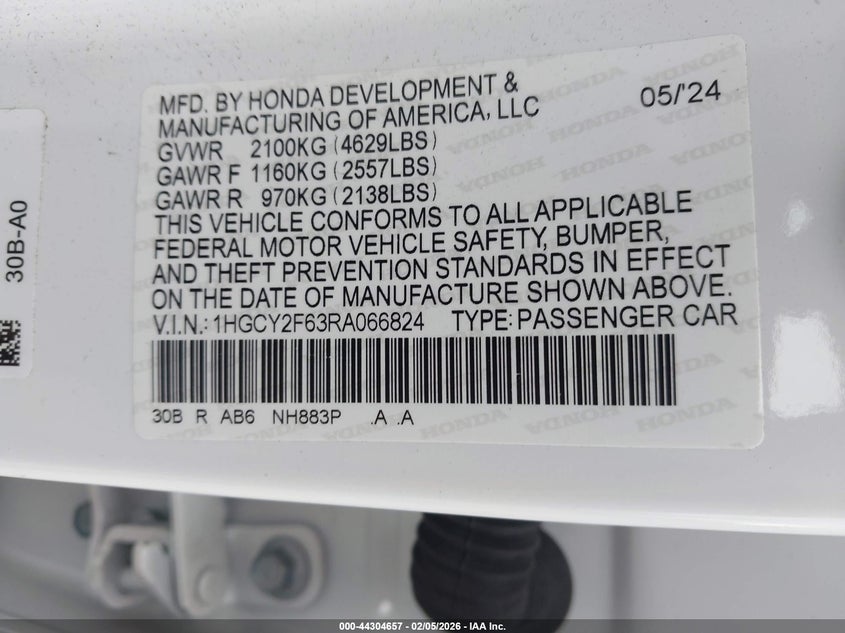 MFD. BY HONDA DEVELOPMENT &
MANUFACTURING OF AMERICA, LLC 05/'24
GVWR 2100KG (4629LBS)
GAWR F 1160KG (2557LBS)
GAWR R 970KG (2138LBS)
THIS VEHICLE CONFORMS TO ALL APPLICABLE
FEDERAL MOTOR VEHICLE SAFETY, BUMPER,
AND THEFT PREVENTION STANDARDS IN EFFECT
ON THE DATE OF MANUFACTURE SHOWN ABOVE.
V.I.N.: 1HGCY2F63RA066824 TYPE: PASSENGER CAR
30B R AB6 NH883P .A .A
30B-A0
HONDA
000-44304657 - 02/05/2026 - © IAA Inc.